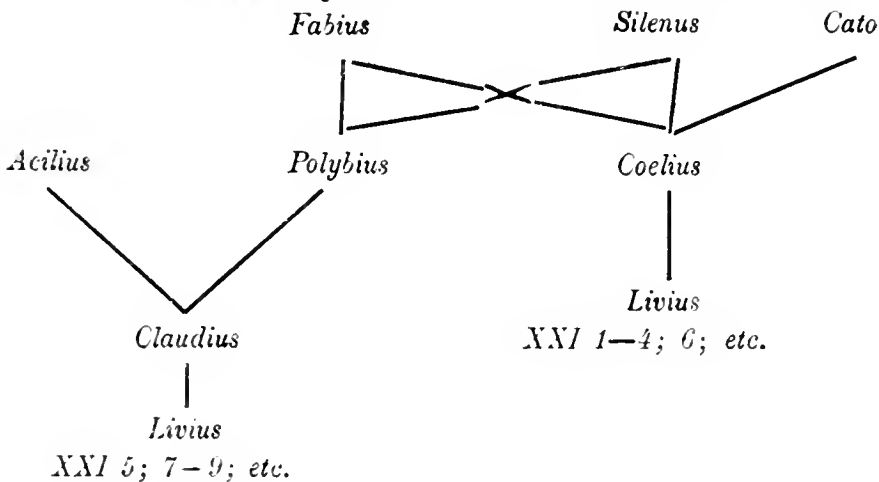 Fabius Silenus Cato
Acilius Polybius Coelius
Livius
XXI 1—4; 6; etc.
Claudius
Livius
XXI 5; 7—9; etc.